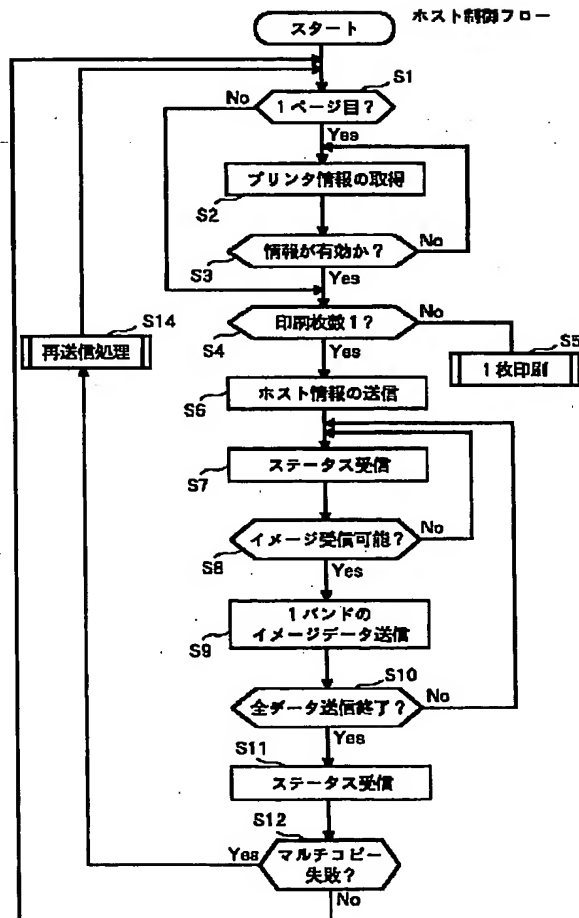 ホスト制御フロー
スタート
S1
1ページ目?
No
Yes
プリンタ情報の取得
S2
情報が有効か?
No
S3
Yes
印刷枚数1?
No
S4
Yes
S5
1枚印刷
S14
再送信処理
ホスト情報の送信
S6
ステータス受信
S7
イメージ受信可能?
No
S8
Yes
1バンドの
イメージデータ送信
S9
S10
全データ送信終了?
No
Yes
S11
ステータス受信
S12
マルチコピー
失敗?
Yes
No